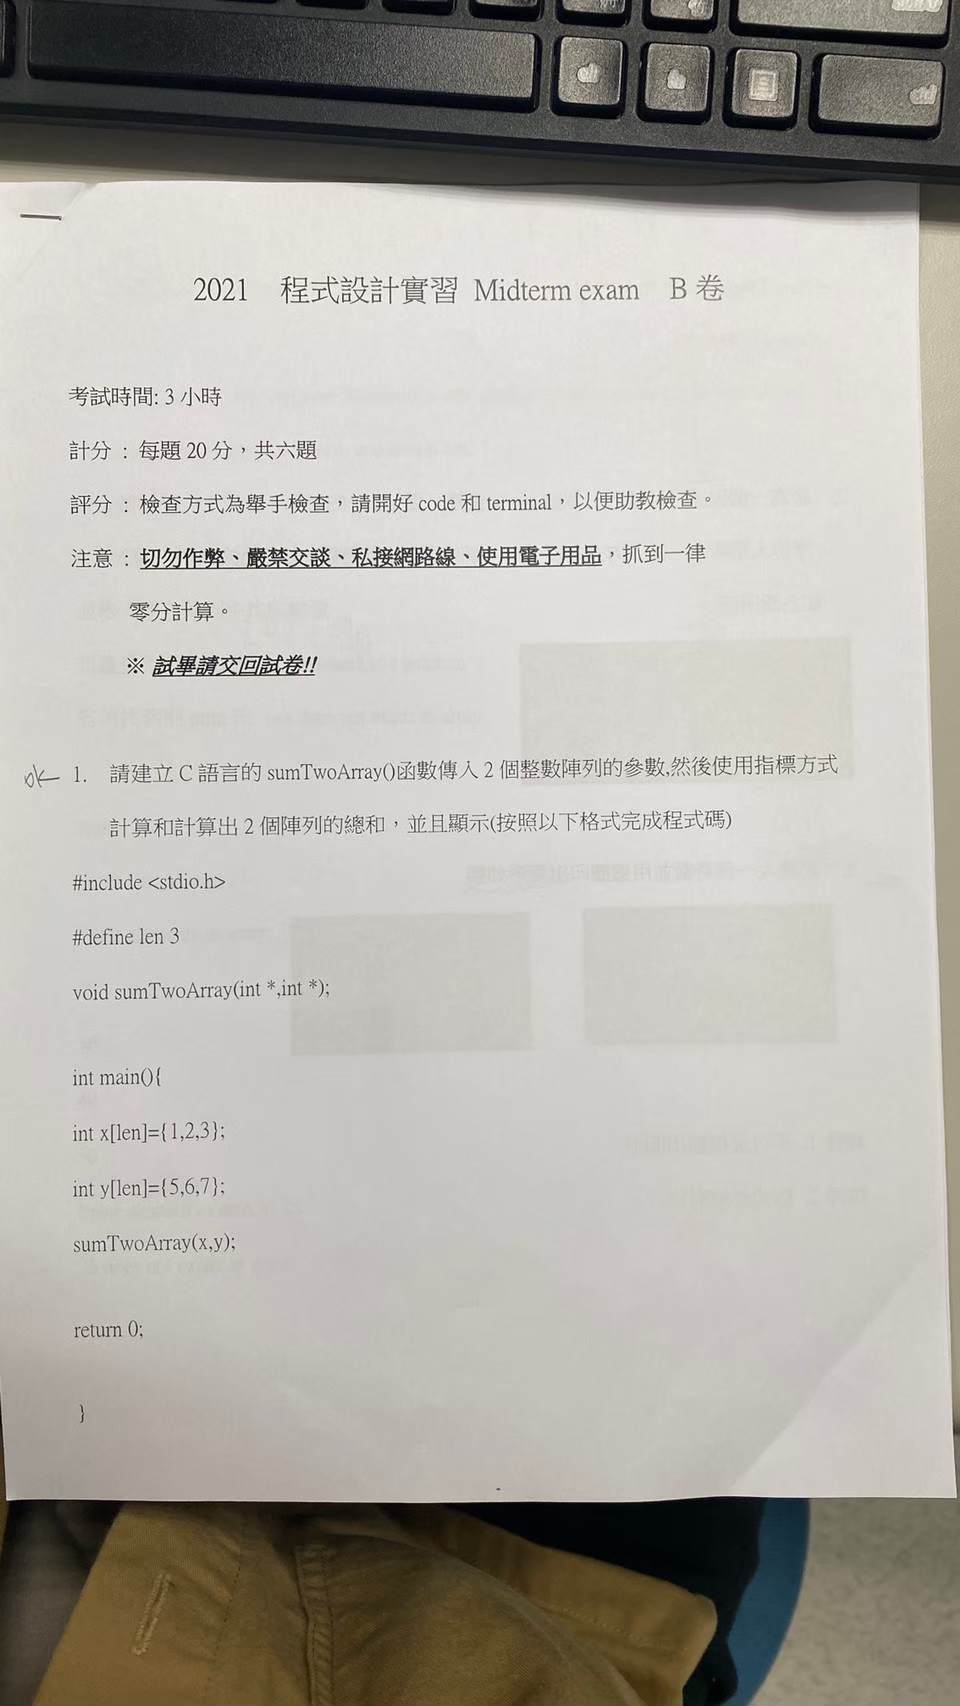 2021 程式設計實習 Midterm exam B 卷
考試時間: 3 小時
計分 : 每題 20 分，共六題
評分 : 檢查方式為舉手檢查，請開好 code 和 terminal，以便助教檢查。
注意 : 切勿作弊、嚴禁交談、私接網路線、使用電子用品，抓到一律
零分計算。
※ 試畢請交回試卷!!
ok 1. 請建立 C 語言的 sumTwoArray()函數傳入 2 個整數陣列的參數,然後使用指標方式
計算和計算出 2 個陣列的總和，並且顯示(按照以下格式完成程式碼)
#include <stdio.h>
#define len 3
void sumTwoArray(int *,int *);
int main(){
int x[len]={1,2,3};
int y[len]={5,6,7};
sumTwoArray(x,y);
return 0;
}